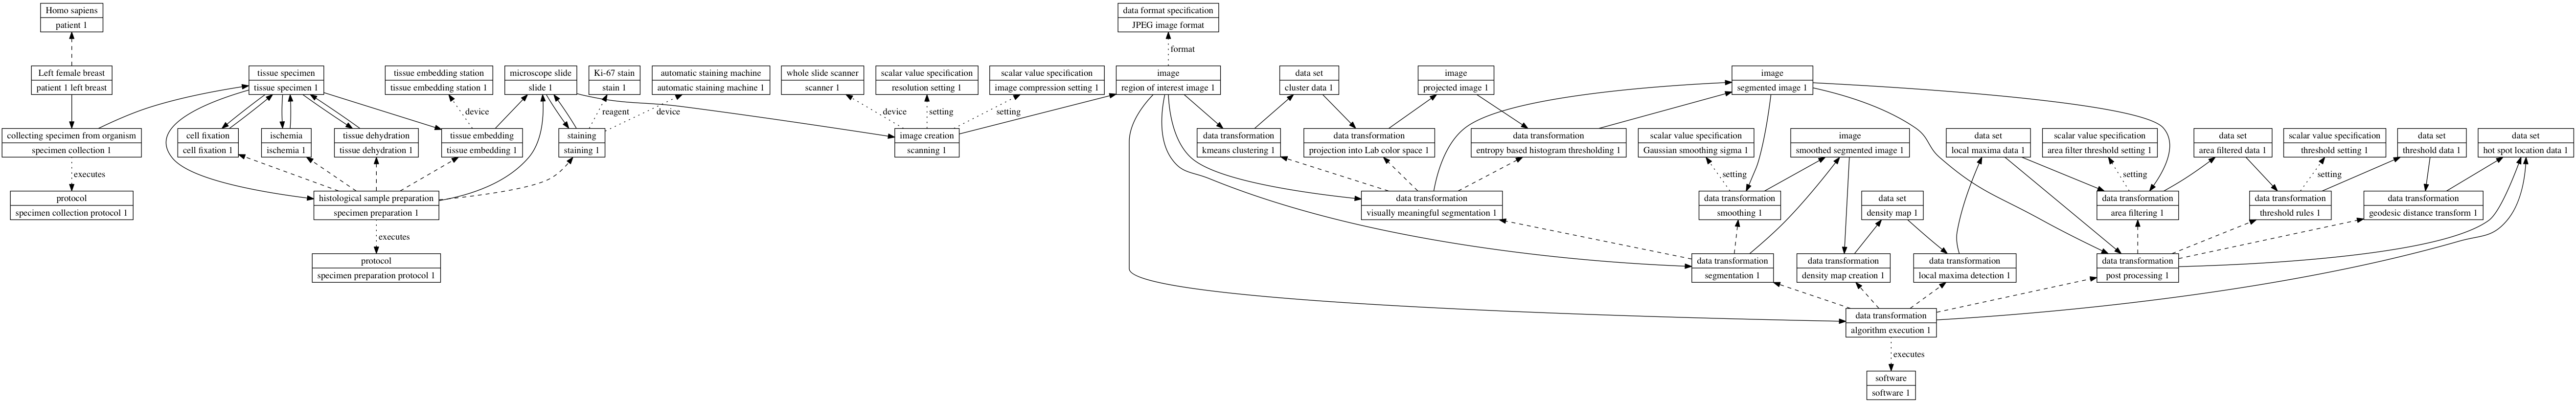 Homo sapiens
patient 1
data format specification
JPEG image format
format
Left female breast
patient 1 left breast
tissue specimen
tissue specimen 1
tissue embedding station
tissue embedding station 1
microscope slide
slide 1
Ki-67 stain
stain 1
automatic staining machine
automatic staining machine 1
whole slide scanner
scanner 1
scalar value specification
resolution setting 1
scalar value specification
image compression setting 1
image
region of interest image 1
data set
cluster data 1
image
projected image 1
image
segmented image 1
device
reagent
device
device
setting
setting
collecting specimen from organism
specimen collection 1
cell fixation
cell fixation 1
ischemia
ischemia 1
tissue dehydration
tissue dehydration 1
tissue embedding
tissue embedding 1
staining
staining 1
image creation
scanning 1
data transformation
kmeans clustering 1
data transformation
projection into Lab color space 1
data transformation
entropy based histogram thresholding 1
scalar value specification
Gaussian smoothing sigma 1
image
smoothed segmented image 1
data set
local maxima data 1
scalar value specification
area filter threshold setting 1
data set
area filtered data 1
scalar value specification
threshold setting 1
data set
threshold data 1
data set
hot spot location data 1
executes
setting
setting
setting
protocol
specimen collection protocol 1
histological sample preparation
specimen preparation 1
data transformation
visually meaningful segmentation 1
data transformation
smoothing 1
data set
density map 1
data transformation
area filtering 1
data transformation
threshold rules 1
data transformation
geodesic distance transform 1
executes
protocol
specimen preparation protocol 1
data transformation
segmentation 1
data transformation
density map creation 1
data transformation
local maxima detection 1
data transformation
post processing 1
data transformation
algorithm execution 1
executes
software
software 1